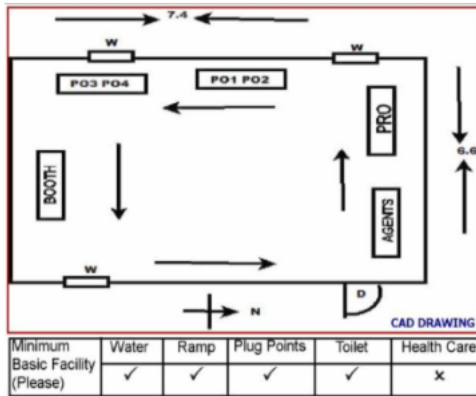 7.4
W
W
PO3 PO4
PO1 PO2
PRO
6.6
BOOTH
AGENTS
W
D
N
CAD DRAWING
Minimum Basic Facility (Please) Water Ramp Plug Points Toilet Health Care
✓ ✓ ✓ ✓ x